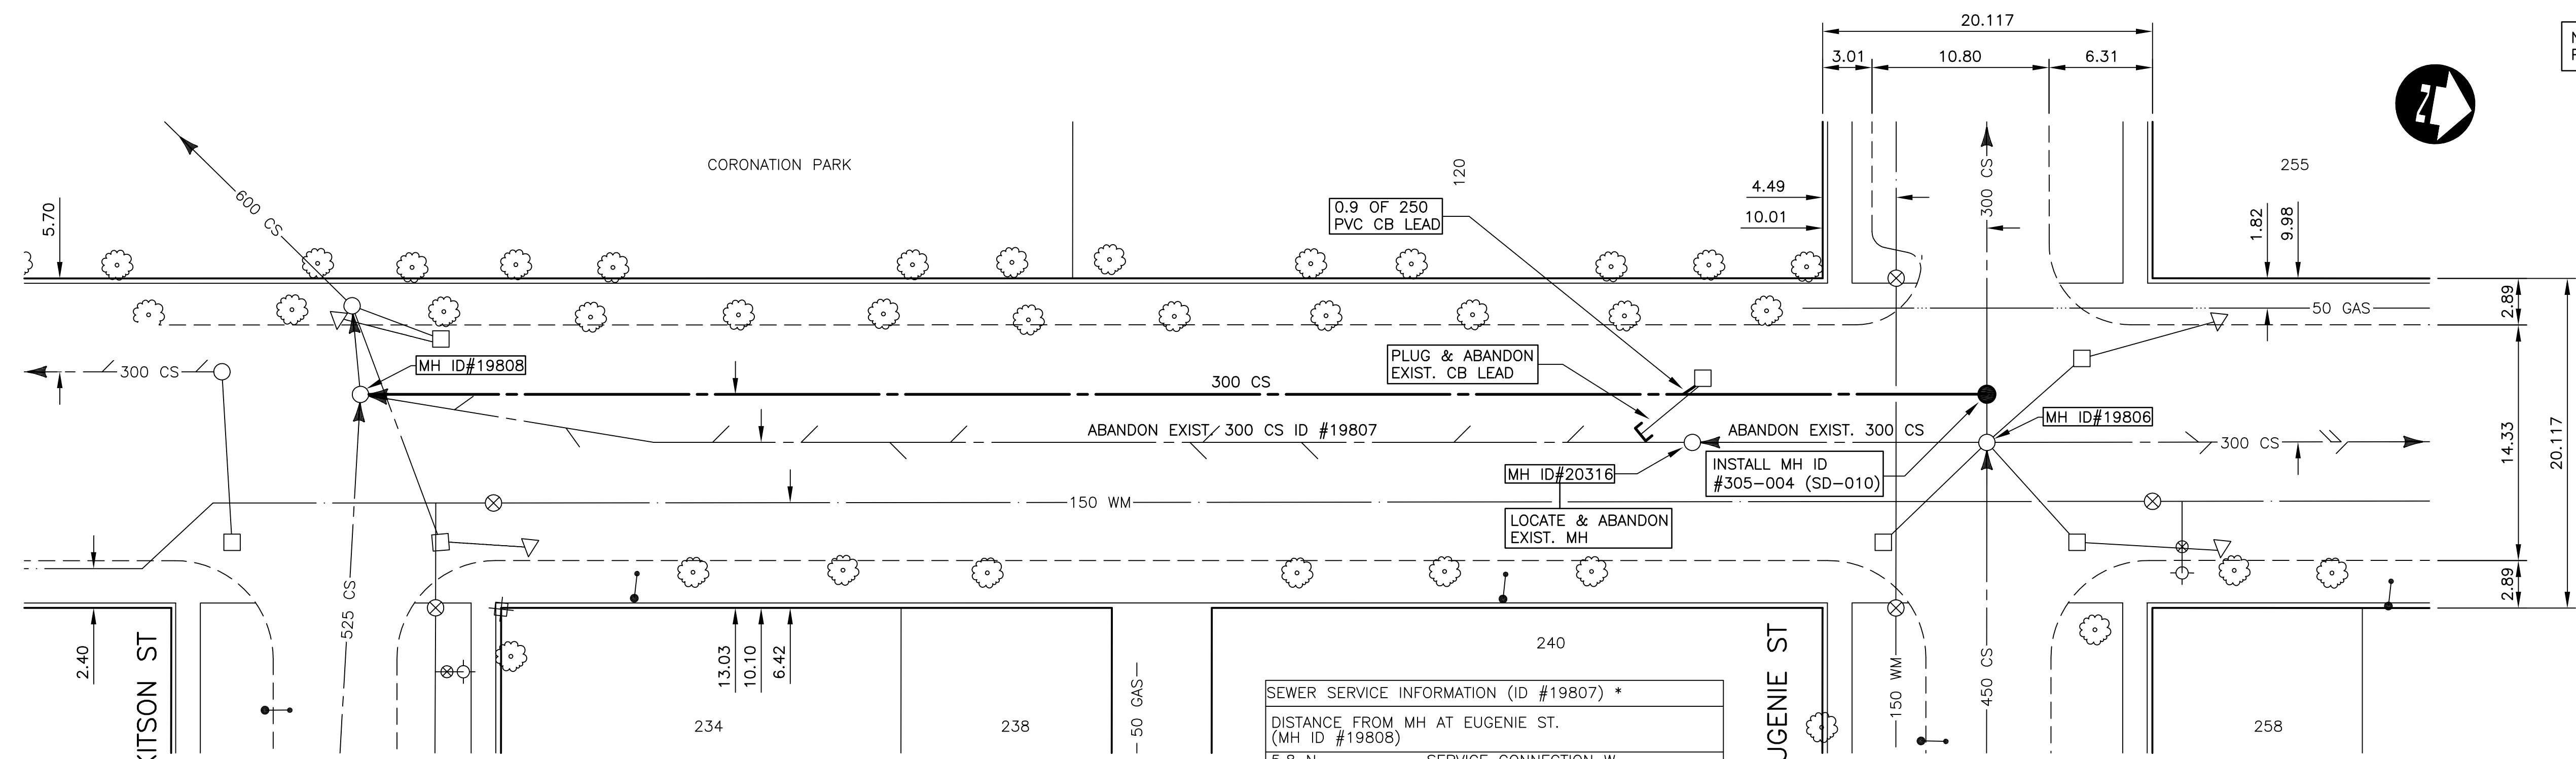 20.117
3.01
10.80
6.31
N
CORONATION PARK
120
255
600 CS
5.70
0.9 OF 250
PVC CB LEAD
4.49
10.01
300 CS
1.82
9.98
50 GAS
2.89
300 CS
MH ID#19808
PLUG & ABANDON
EXIST. CB LEAD
300 CS
MH ID#19806
ABANDON EXIST. 300 CS ID #19807
ABANDON EXIST. 300 CS
300 CS
14.33
20.117
MH ID#20316
INSTALL MH ID
#305-004 (SD-010)
150 WM
LOCATE & ABANDON
EXIST. MH
2.89
525 CS
2.40
KITSON ST
13.03
10.10
6.42
50 GAS
240
EUGENIE ST
150 WM
450 CS
234
238
258
SEWER SERVICE INFORMATION (ID #19807) *
DISTANCE FROM MH AT EUGENIE ST.
(MH ID #19808)
5.8 N SERVICE CONNECTION W